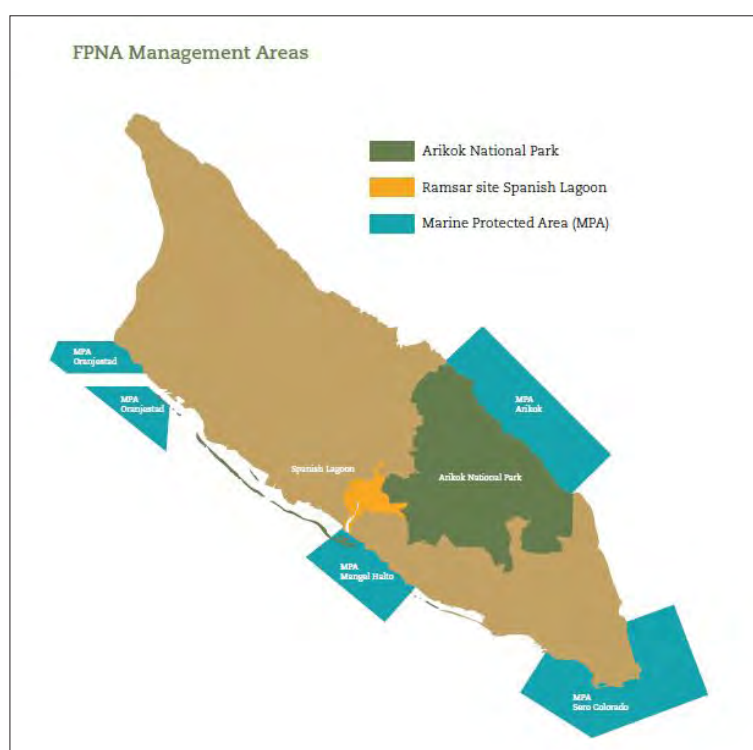 FPNA Management Areas
Arikok National Park
Ramsar site Spanish Lagoon
Marine Protected Area (MPA)
MPA
Oranjestad
MPA
Oranjestad
MPA
Arikok
Spanish Lagoon
Arikok National Park
MPA
Mangel Halto
MPA
Sero Colorado